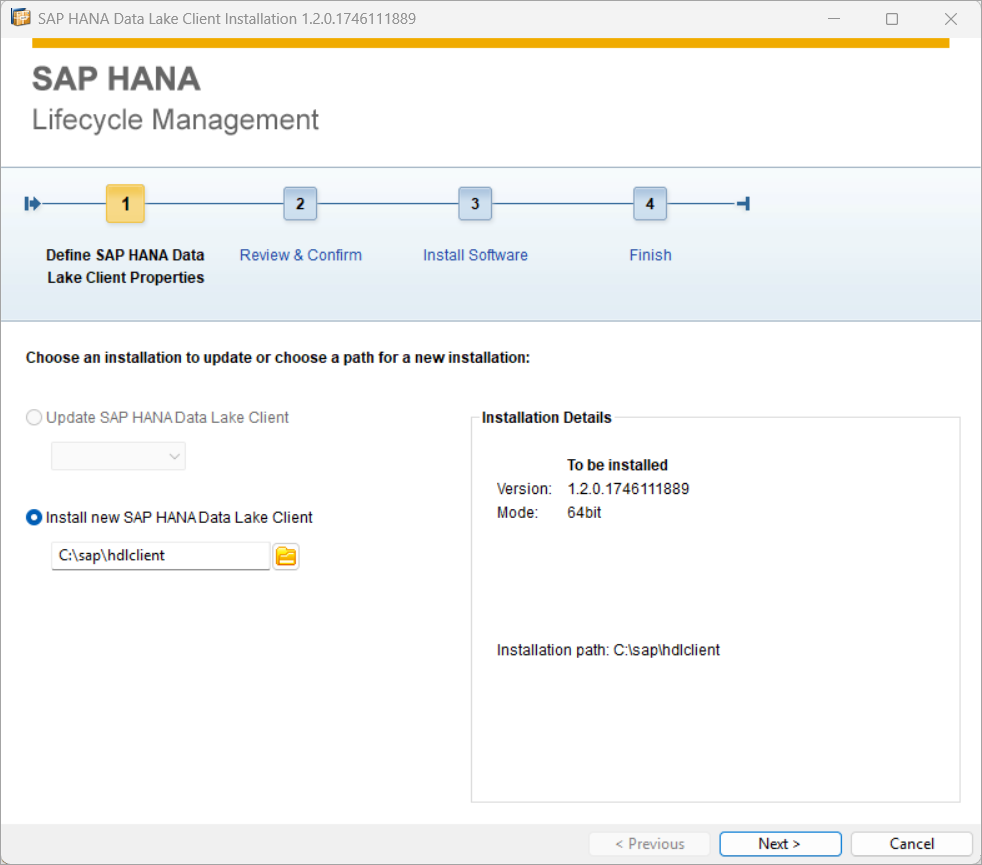 SAP HANA Data Lake Client Installation 1.2.0.1746111889
SAP HANA
Lifecycle Management
1
2
3
4
Define SAP HANA Data
Lake Client Properties
Review & Confirm
Install Software
Finish
Choose an installation to update or choose a path for a new installation:
Update SAP HANA Data Lake Client
Install new SAP HANA Data Lake Client
C:\sap\hdlclient
Installation Details
To be installed
Version: 1.2.0.1746111889
Mode: 64bit
Installation path: C:\sap\hdlclient
< Previous
Next >
Cancel